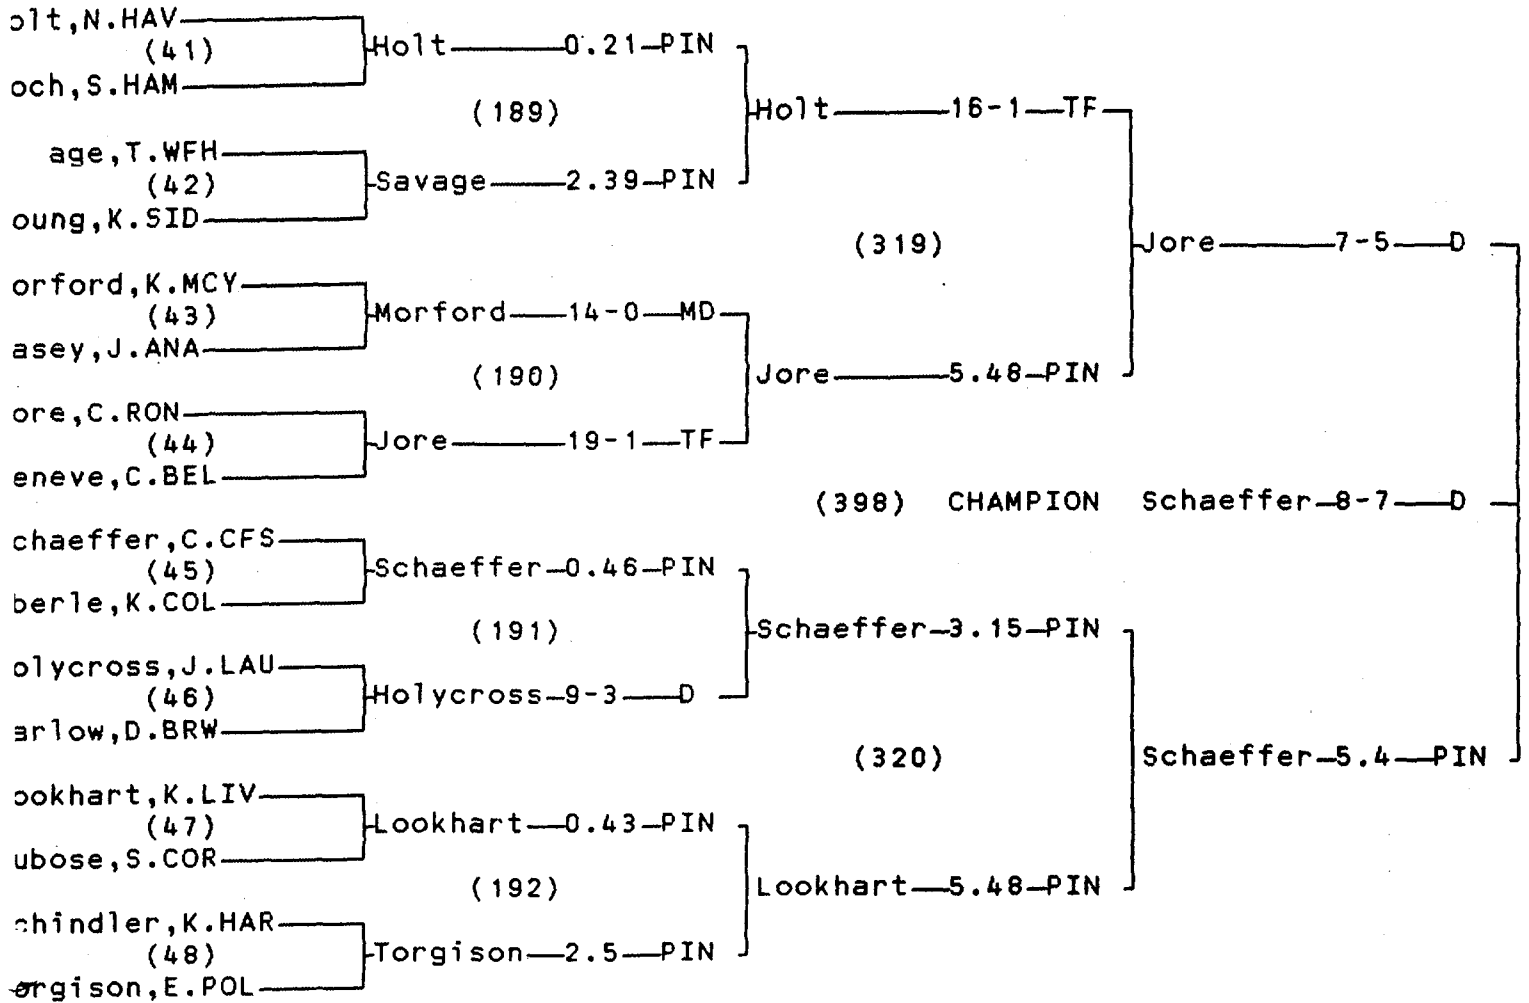 olt,N.HAV
(41) Holt 0.21 PIN
och,S.HAM
(189) Holt 16-1 TF
age,T.WFH
(42) Savage 2.39 PIN
oung,K.SID
(319) Jore 7-5 D
orford,K.MCY
(43) Morford 14-0 MD
asey,J.ANA
(190) Jore 5.48 PIN
ore,C.RON
(44) Jore 19-1 TF
eneve,C.BEL
(398) CHAMPION Schaeffer 8-7 D
chaeffer,C.CFS
(45) Schaeffer 0.46 PIN
berle,K.COL
(191) Schaeffer 3.15 PIN
olycross,J.LAU
(46) Holycross 9-3 D
arlow,D.BRW
(320) Schaeffer 5.4 PIN
ookhart,K.LIV
(47) Lookhart 0.43 PIN
ubose,S.COR
(192) Lookhart 5.48 PIN
chindler,K.HAR
(48) Torgison 2.5 PIN
orgison,E.POL